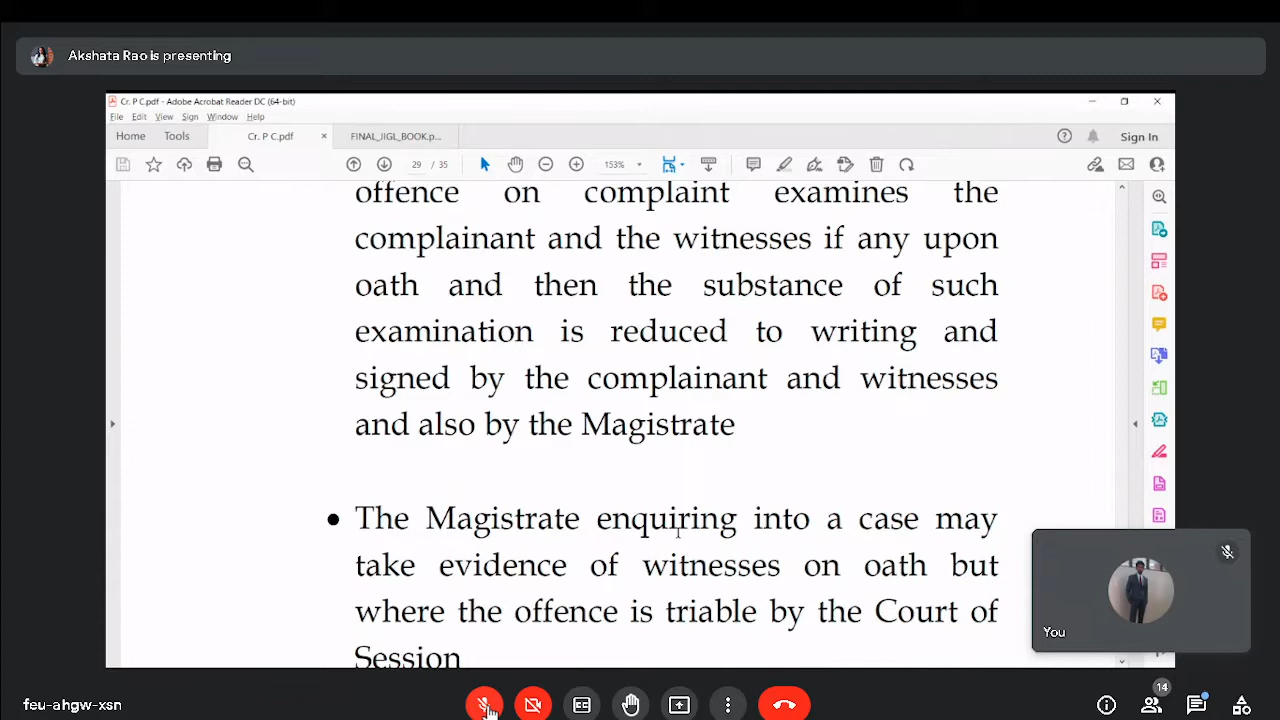 Akshata Rao is presenting
Cr. P C.pdf - Adobe Acrobat Reader DC (64-bit)
File Edit View Sign Window Help
Home Tools Cr. P C.pdf × FINAL_JIGL_BOOK.p... Sign In
29 / 35 153%
offence on complaint examines the
complainant and the witnesses if any upon
oath and then the substance of such
examination is reduced to writing and
signed by the complainant and witnesses
and also by the Magistrate
● The Magistrate enquiring into a case may
take evidence of witnesses on oath but
where the offence is triable by the Court of
Session
You
feu-ahgw-xsn
14